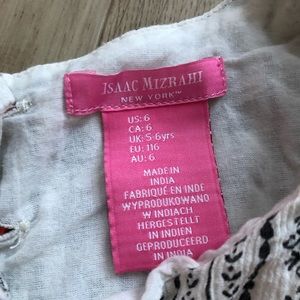 ISAAC MIZRAHI
NEW YORK™
US: 6
CA: 6
UK: 5-6yrs
EU: 116
AU: 6
MADE IN
INDIA
FABRIQUÉ EN INDE
WYPRODUKOWANO
W INDIACH
HERGESTELLT
IN INDIEN
GEPRODUCEERD
IN INDIA